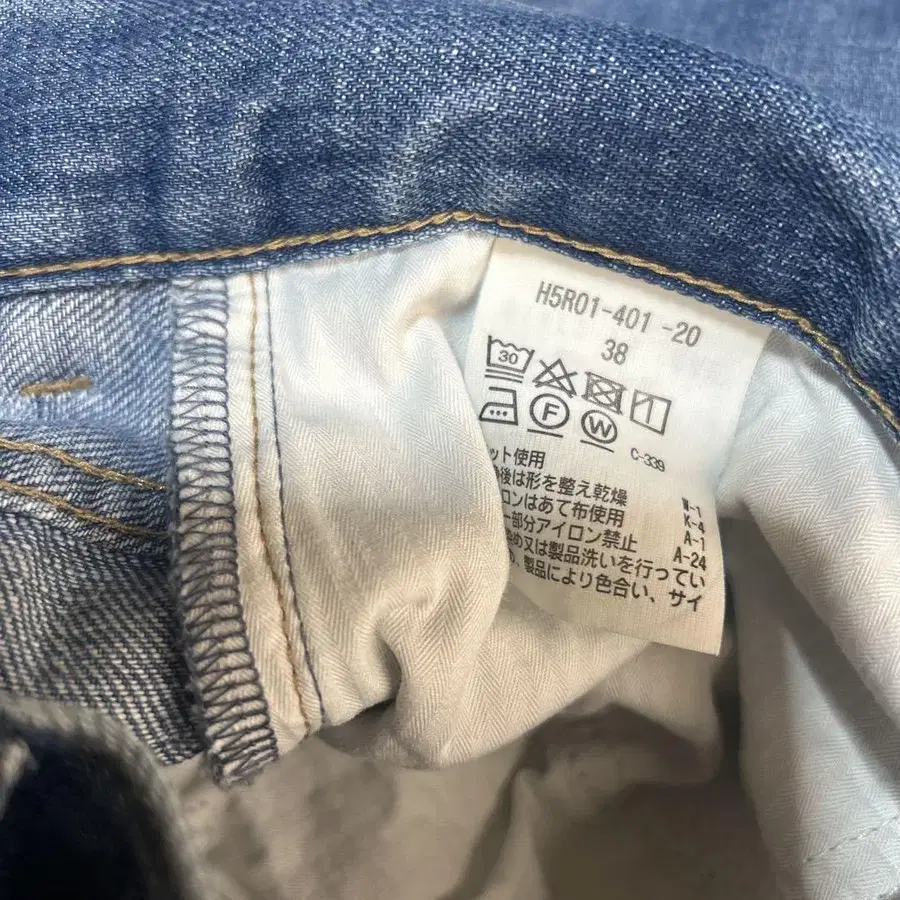 H5R01-401 -20
38
30
F W
C-339
ット使用
後は形を整え乾燥 W-1
ロンはあて布使用 K-4
ー部分アイロン禁止 A-1
め又は製品洗いを行ってい A-24
、製品により色合い、サイ